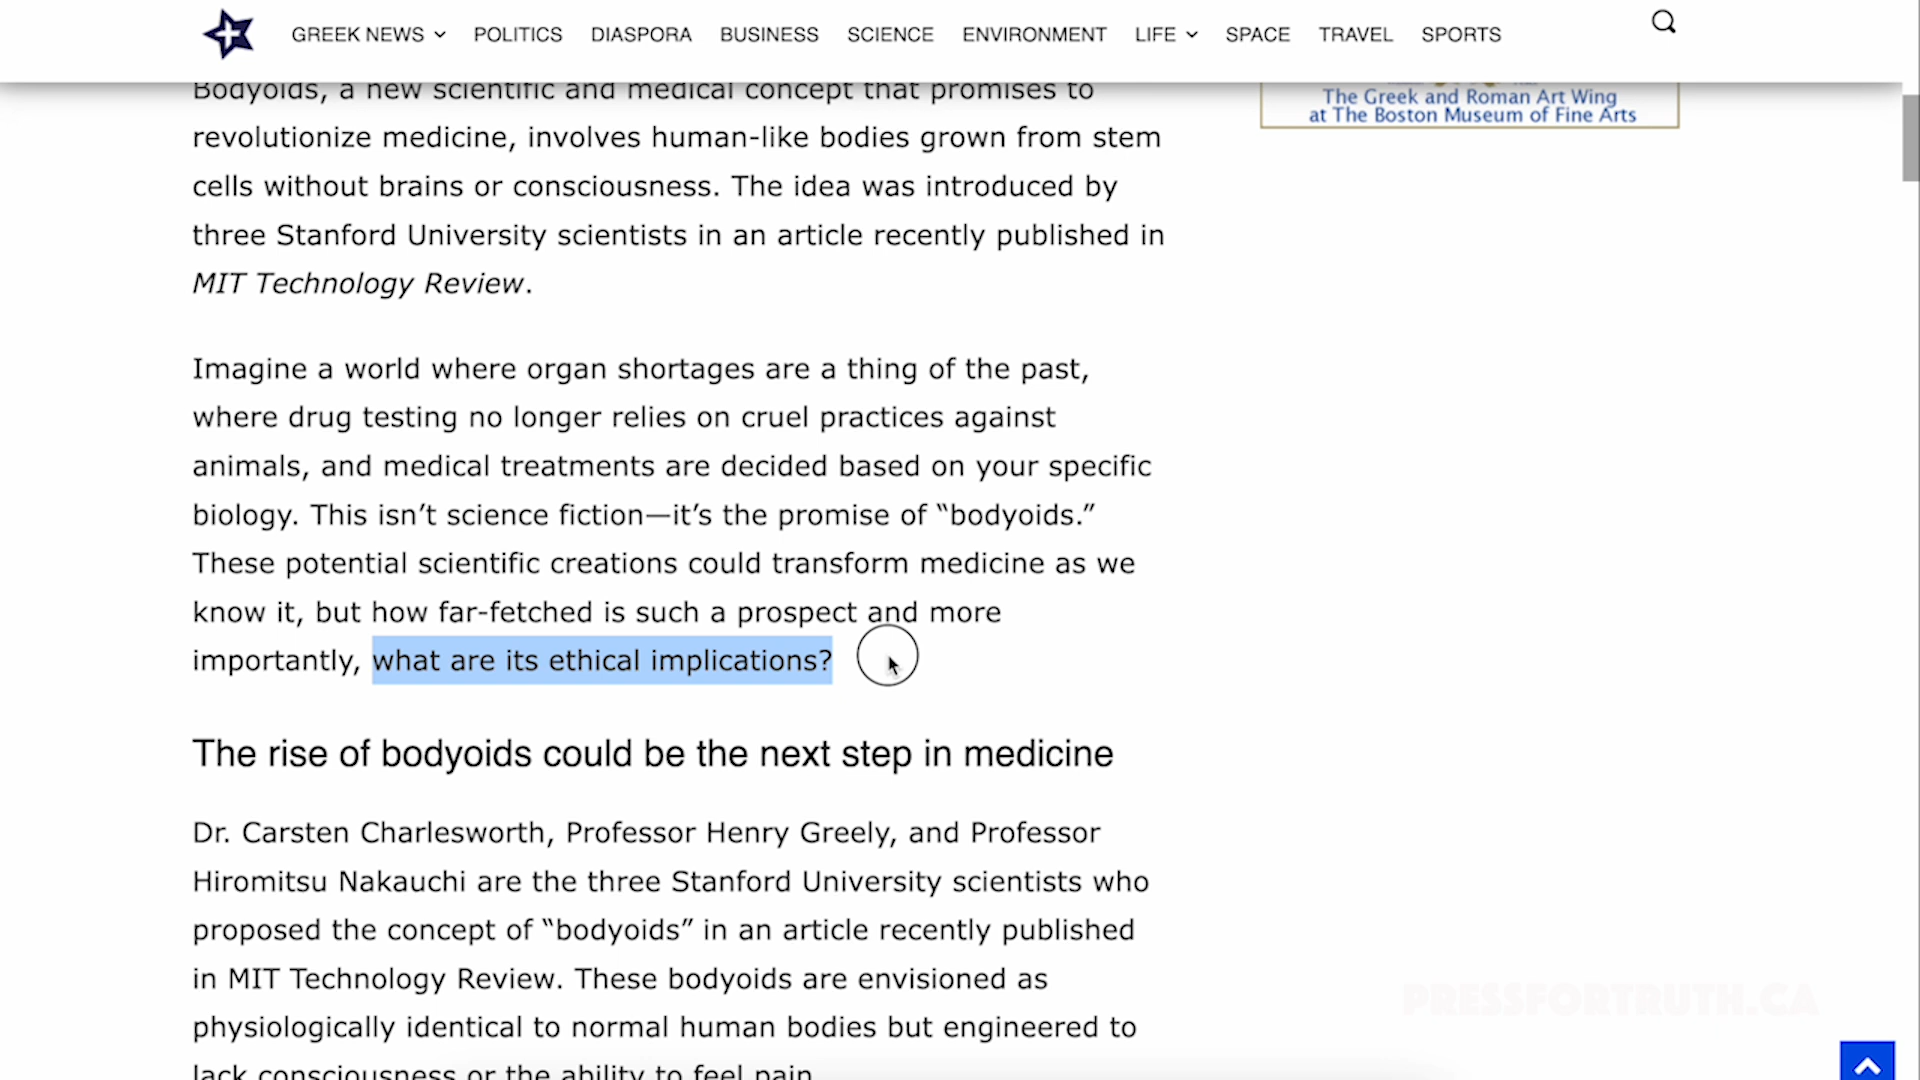 GREEK NEWS POLITICS DIASPORA BUSINESS SCIENCE ENVIRONMENT LIFE SPACE TRAVEL SPORTS
Bodyoids, a new scientific and medical concept that promises to
revolutionize medicine, involves human-like bodies grown from stem
cells without brains or consciousness. The idea was introduced by
three Stanford University scientists in an article recently published in
MIT Technology Review.
The Greek and Roman Art Wing
at The Boston Museum of Fine Arts
Imagine a world where organ shortages are a thing of the past,
where drug testing no longer relies on cruel practices against
animals, and medical treatments are decided based on your specific
biology. This isn’t science fiction—it’s the promise of “bodyoids.”
These potential scientific creations could transform medicine as we
know it, but how far-fetched is such a prospect and more
importantly, what are its ethical implications?
The rise of bodyoids could be the next step in medicine
Dr. Carsten Charlesworth, Professor Henry Greely, and Professor
Hiromitsu Nakauchi are the three Stanford University scientists who
proposed the concept of “bodyoids” in an article recently published
in MIT Technology Review. These bodyoids are envisioned as
physiologically identical to normal human bodies but engineered to
lack consciousness or the ability to feel pain
PRESSFORTRUTH.CA